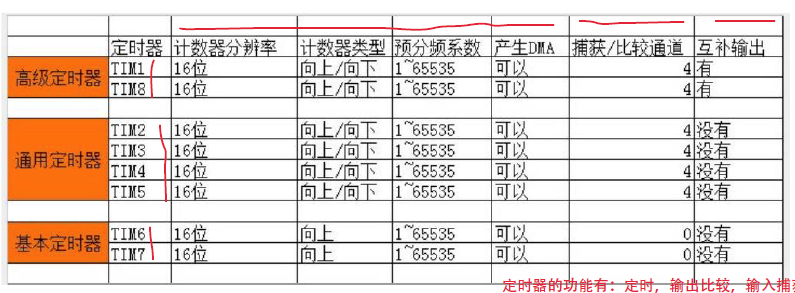 定时器 计数器分辨率 计数器类型 预分频系数 产生DMA 捕获/比较通道 互补输出
高级定时器 TIM1 16位 向上/向下 1~65535 可以 4 有
TIM8 16位 向上/向下 1~65535 可以 4 有
通用定时器 TIM2 16位 向上/向下 1~65535 可以 4 没有
TIM3 16位 向上/向下 1~65535 可以 4 没有
TIM4 16位 向上/向下 1~65535 可以 4 没有
TIM5 16位 向上/向下 1~65535 可以 4 没有
基本定时器 TIM6 16位 向上 1~65535 可以 0 没有
TIM7 16位 向上 1~65535 可以 0 没有
定时器的功能有：定时，输出比较，输入捕